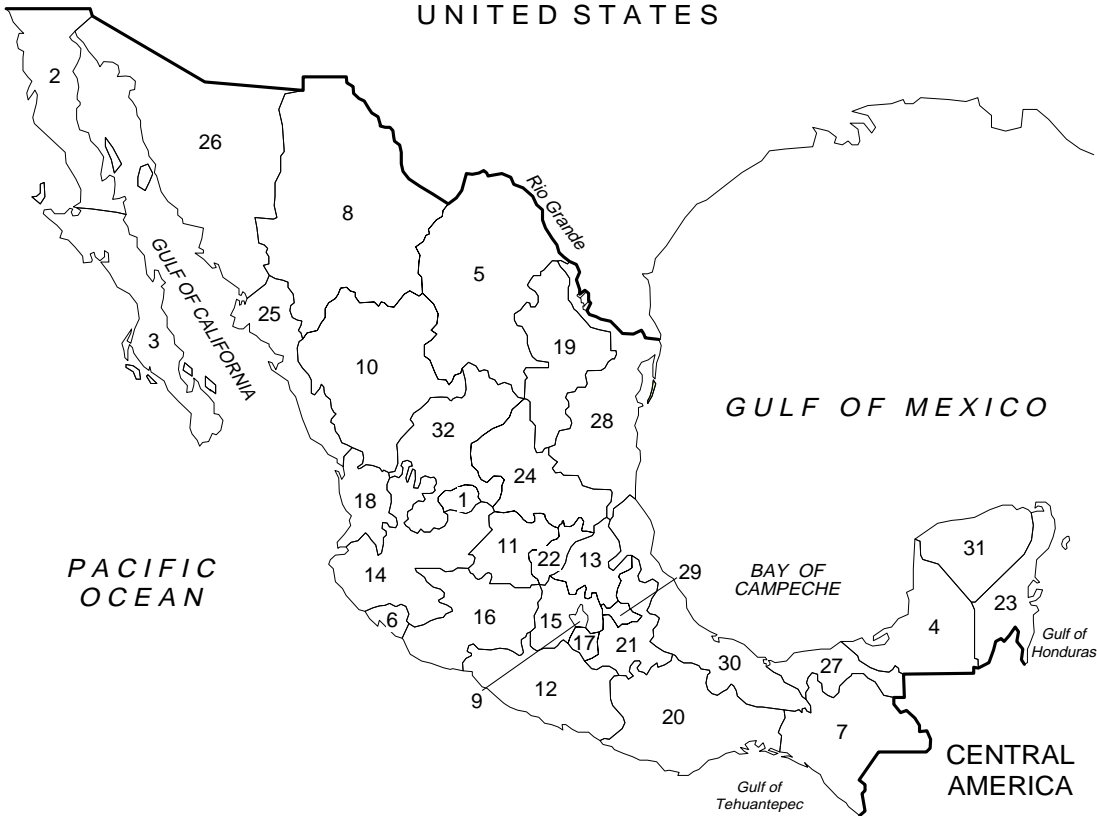 UNITED STATES
2
26
8
Rio Grande
5
GULF OF CALIFORNIA
25
3
19
10
GULF OF MEXICO
28
32
24
18
1
11
22
13
31
PACIFIC
OCEAN
14
29
BAY OF
CAMPECHE
23
6
16
15
4
17
21
Gulf of
Honduras
30
27
12
9
20
7
CENTRAL
AMERICA
Gulf of
Tehuantepec